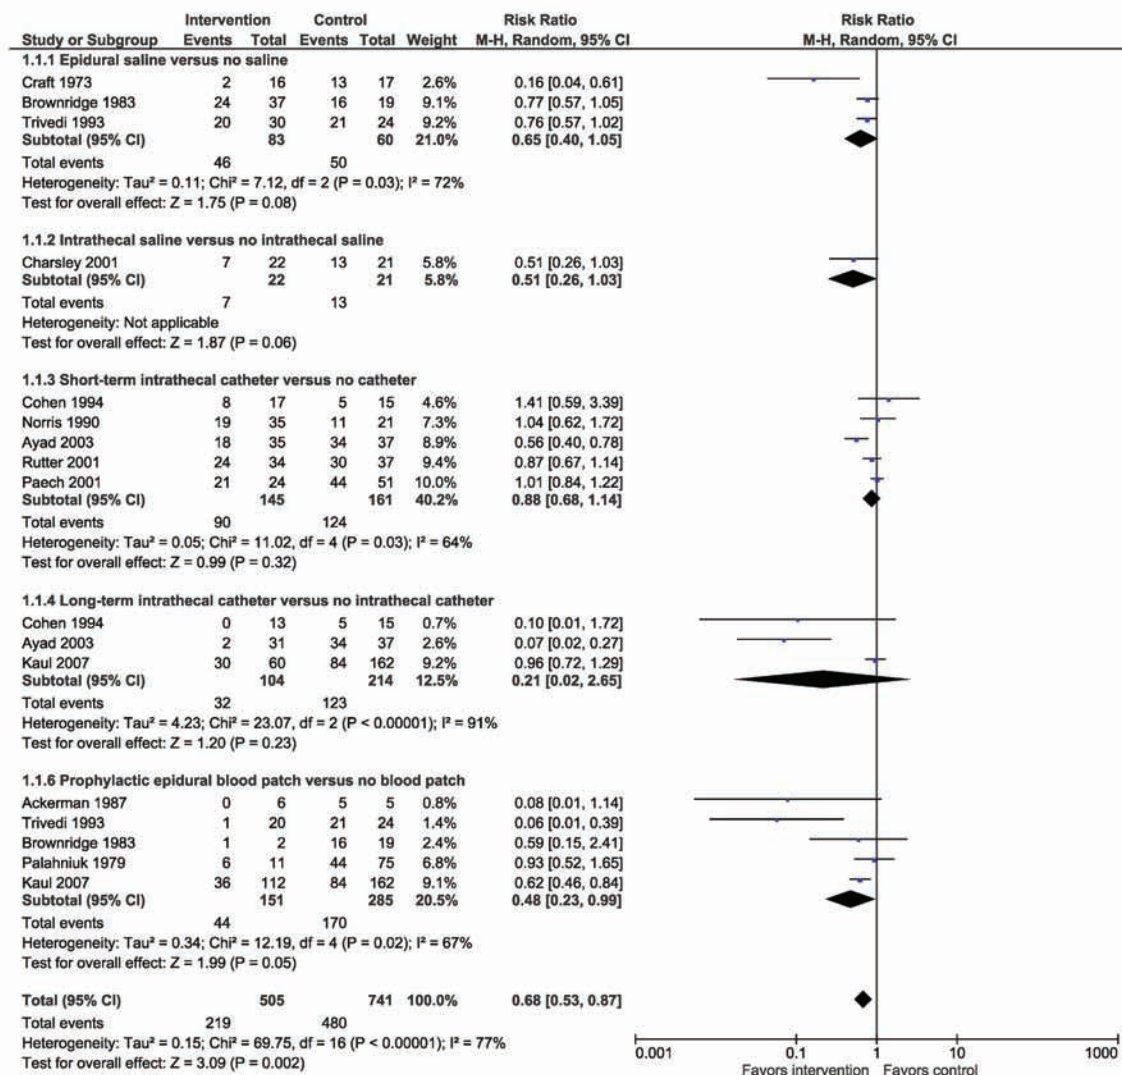 Intervention Control Risk Ratio Risk Ratio
Study or Subgroup Events Total Events Total Weight M-H, Random, 95% CI M-H, Random, 95% CI
1.1.1 Epidural saline versus no saline
Craft 1973 2 16 13 17 2.6% 0.16 [0.04, 0.61]
Brownridge 1983 24 37 16 19 9.1% 0.77 [0.57, 1.05]
Trivedi 1993 20 30 21 24 9.2% 0.76 [0.57, 1.02]
Subtotal (95% CI) 83 60 21.0% 0.65 [0.40, 1.05]
Total events 46 50
Heterogeneity: Tau² = 0.11; Chi² = 7.12, df = 2 (P = 0.03); I² = 72%
Test for overall effect: Z = 1.75 (P = 0.08)
1.1.2 Intrathecal saline versus no intrathecal saline
Charsley 2001 7 22 13 21 5.8% 0.51 [0.26, 1.03]
Subtotal (95% CI) 22 21 5.8% 0.51 [0.26, 1.03]
Total events 7 13
Heterogeneity: Not applicable
Test for overall effect: Z = 1.87 (P = 0.06)
1.1.3 Short-term intrathecal catheter versus no catheter
Cohen 1994 8 17 5 15 4.6% 1.41 [0.59, 3.39]
Norris 1990 19 35 11 21 7.3% 1.04 [0.62, 1.72]
Ayad 2003 18 35 34 37 8.9% 0.56 [0.40, 0.78]
Rutter 2001 24 34 30 37 9.4% 0.87 [0.67, 1.14]
Paech 2001 21 24 44 51 10.0% 1.01 [0.84, 1.22]
Subtotal (95% CI) 145 161 40.2% 0.88 [0.68, 1.14]
Total events 90 124
Heterogeneity: Tau² = 0.05; Chi² = 11.02, df = 4 (P = 0.03); I² = 64%
Test for overall effect: Z = 0.99 (P = 0.32)
1.1.4 Long-term intrathecal catheter versus no intrathecal catheter
Cohen 1994 0 13 5 15 0.7% 0.10 [0.01, 1.72]
Ayad 2003 2 31 34 37 2.6% 0.07 [0.02, 0.27]
Kaul 2007 30 60 84 162 9.2% 0.96 [0.72, 1.29]
Subtotal (95% CI) 104 214 12.5% 0.21 [0.02, 2.65]
Total events 32 123
Heterogeneity: Tau² = 4.23; Chi² = 23.07, df = 2 (P < 0.00001); I² = 91%
Test for overall effect: Z = 1.20 (P = 0.23)
1.1.6 Prophylactic epidural blood patch versus no blood patch
Ackerman 1987 0 6 5 5 0.8% 0.08 [0.01, 1.14]
Trivedi 1993 1 20 21 24 1.4% 0.06 [0.01, 0.39]
Brownridge 1983 1 2 16 19 2.4% 0.59 [0.15, 2.41]
Palahniuk 1979 6 11 44 75 6.8% 0.93 [0.52, 1.65]
Kaul 2007 36 112 84 162 9.1% 0.62 [0.46, 0.84]
Subtotal (95% CI) 151 285 20.5% 0.48 [0.23, 0.99]
Total events 44 170
Heterogeneity: Tau² = 0.34; Chi² = 12.19, df = 4 (P = 0.02); I² = 67%
Test for overall effect: Z = 1.99 (P = 0.05)
Total (95% CI) 505 741 100.0% 0.68 [0.53, 0.87]
Total events 219 480
Heterogeneity: Tau² = 0.15; Chi² = 69.75, df = 16 (P < 0.00001); I² = 77%
Test for overall effect: Z = 3.09 (P = 0.002)
0.001 0.1 1 10 1000
Favors intervention Favors control